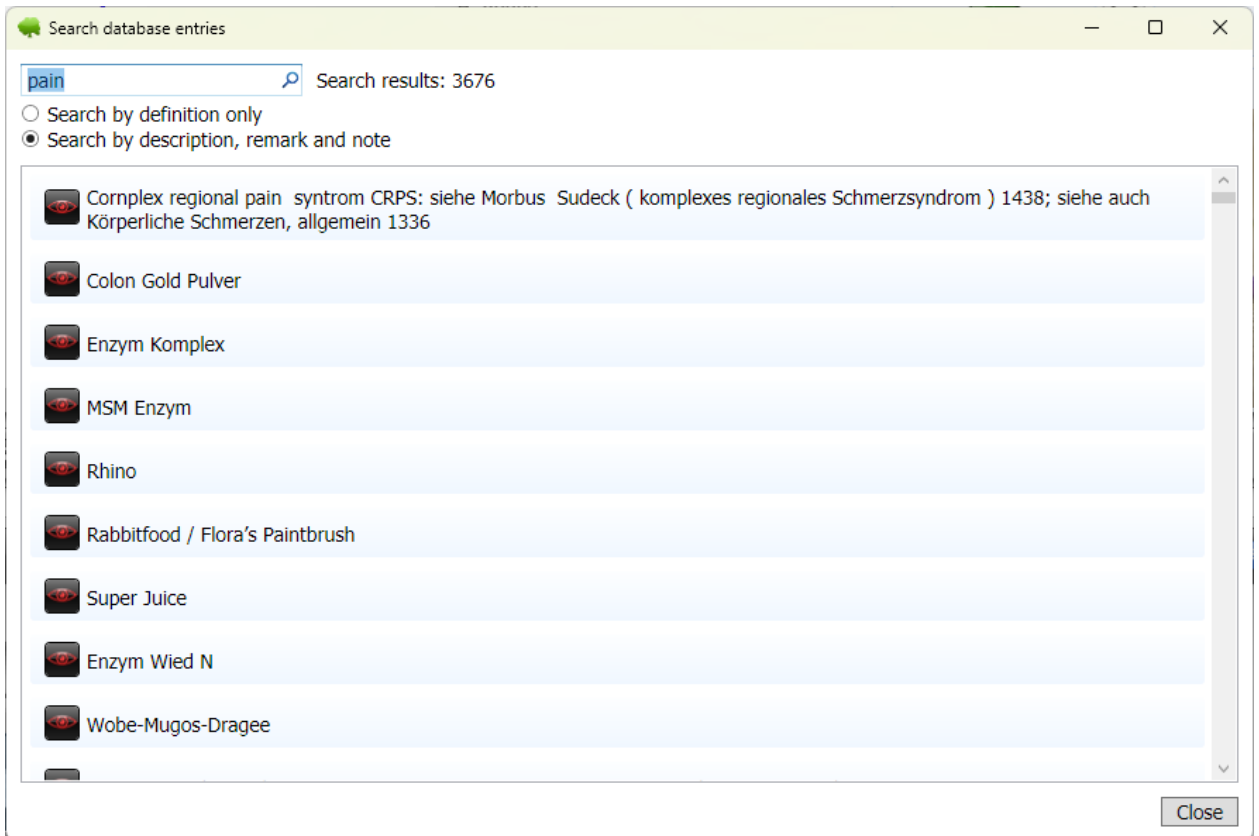 Search database entries
pain
Search results: 3676
Search by definition only
Search by description, remark and note
Cornplex regional pain  syntrom CRPS: siehe Morbus  Sudeck ( komplexes regionales Schmerzsyndrom ) 1438; siehe auch
Körperliche Schmerzen, allgemein 1336
Colon Gold Pulver
Enzym Komplex
MSM Enzym
Rhino
Rabbitfood / Flora’s Paintbrush
Super Juice
Enzym Wied N
Wobe-Mugos-Dragee
Close